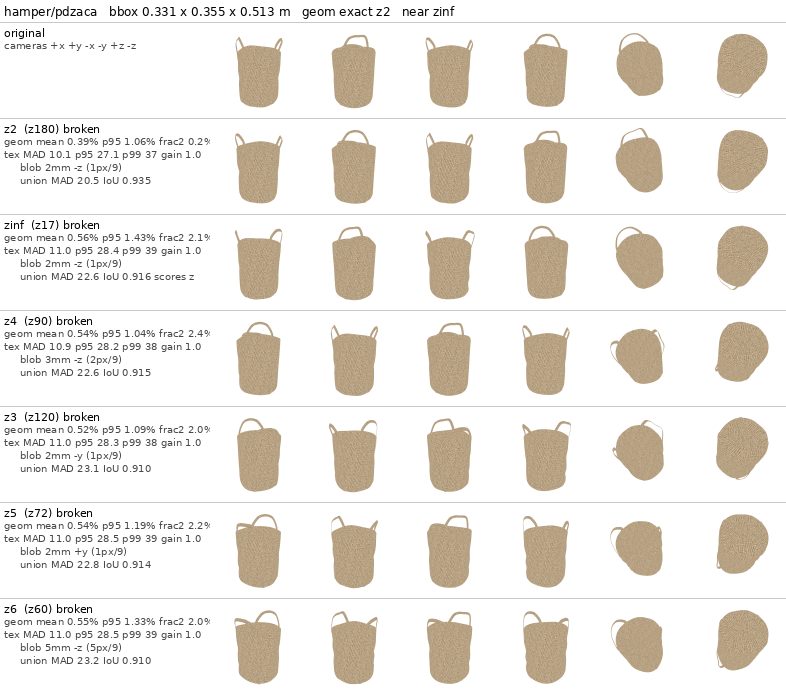 hamper/pdzaca bbox 0.331 x 0.355 x 0.513 m geom exact z2 near zinf
original
cameras +x +y -x -y +z -z
z2 (z180) broken
geom mean 0.39% p95 1.06% frac2 0.2%
tex MAD 10.1 p95 27.1 p99 37 gain 1.0
blob 2mm -z (1px/9)
union MAD 20.5 IoU 0.935
zinf (z17) broken
geom mean 0.56% p95 1.43% frac2 2.1%
tex MAD 11.0 p95 28.4 p99 39 gain 1.0
blob 2mm -z (1px/9)
union MAD 22.6 IoU 0.916 scores z
z4 (z90) broken
geom mean 0.54% p95 1.04% frac2 2.4%
tex MAD 10.9 p95 28.2 p99 38 gain 1.0
blob 3mm -z (2px/9)
union MAD 22.6 IoU 0.915
z3 (z120) broken
geom mean 0.52% p95 1.09% frac2 2.0%
tex MAD 11.0 p95 28.3 p99 38 gain 1.0
blob 2mm -y (1px/9)
union MAD 23.1 IoU 0.910
z5 (z72) broken
geom mean 0.54% p95 1.19% frac2 2.2%
tex MAD 11.0 p95 28.5 p99 39 gain 1.0
blob 2mm +y (1px/9)
union MAD 22.8 IoU 0.914
z6 (z60) broken
geom mean 0.55% p95 1.33% frac2 2.0%
tex MAD 11.0 p95 28.5 p99 39 gain 1.0
blob 5mm -z (5px/9)
union MAD 23.2 IoU 0.910